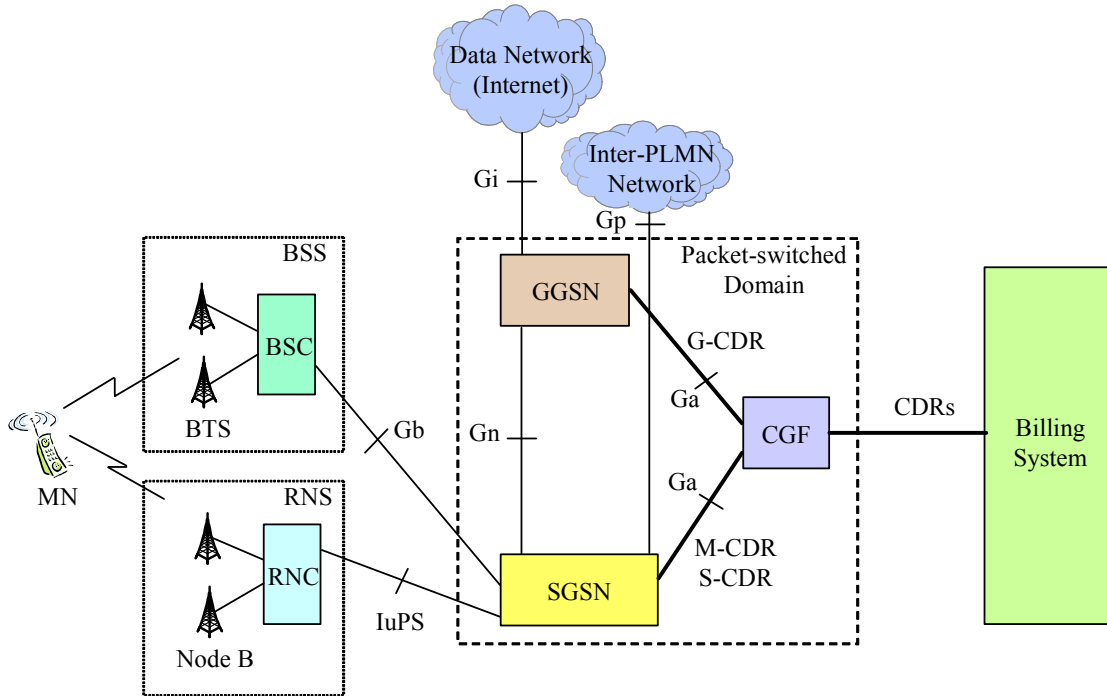 Data Network
(Internet)
Inter-PLMN
Network
Gi
Gp
BSS
Packet-switched
Domain
GGSN
BSC
G-CDR
Ga
BTS
Gb
Gn
CGF
CDRs
Billing
System
MN
RNS
Ga
M-CDR
S-CDR
RNC
SGSN
IuPS
Node B